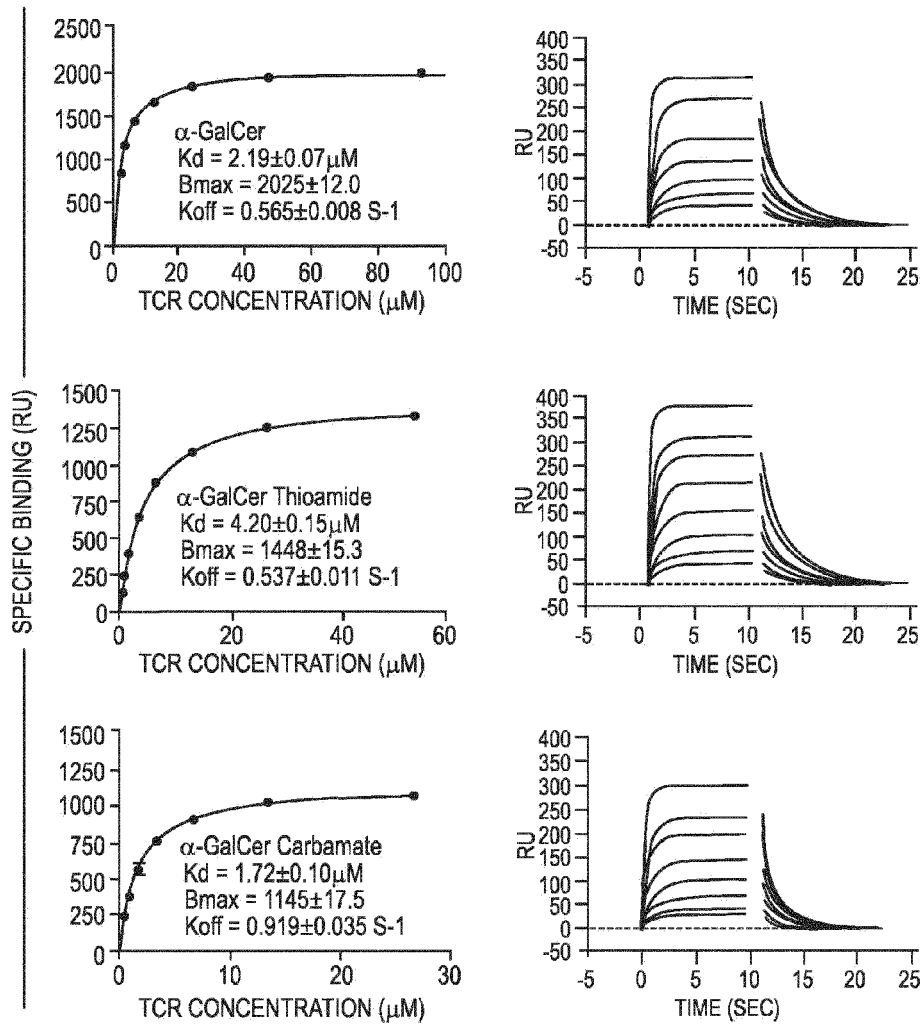 SPECIFIC BINDING (RU)
2500
2000
1500
1000
500
0
α-GalCer
Kd = 2.19±0.07μM
Bmax = 2025±12.0
Koff = 0.565±0.008 S-1
0 20 40 60 80 100
TCR CONCENTRATION (μM)
RU
400
350
300
250
200
150
100
50
0
-50
-5 0 5 10 15 20 25
TIME (SEC)
1500
1250
1000
750
500
250
0
α-GalCer Thioamide
Kd = 4.20±0.15μM
Bmax = 1448±15.3
Koff = 0.537±0.011 S-1
0 20 40 60
TCR CONCENTRATION (μM)
RU
400
350
300
250
200
150
100
50
0
-50
-5 0 5 10 15 20 25
TIME (SEC)
1500
1250
1000
750
500
250
0
α-GalCer Carbamate
Kd = 1.72±0.10μM
Bmax = 1145±17.5
Koff = 0.919±0.035 S-1
0 10 20 30
TCR CONCENTRATION (μM)
RU
400
350
300
250
200
150
100
50
0
-50
-5 0 5 10 15 20 25
TIME (SEC)